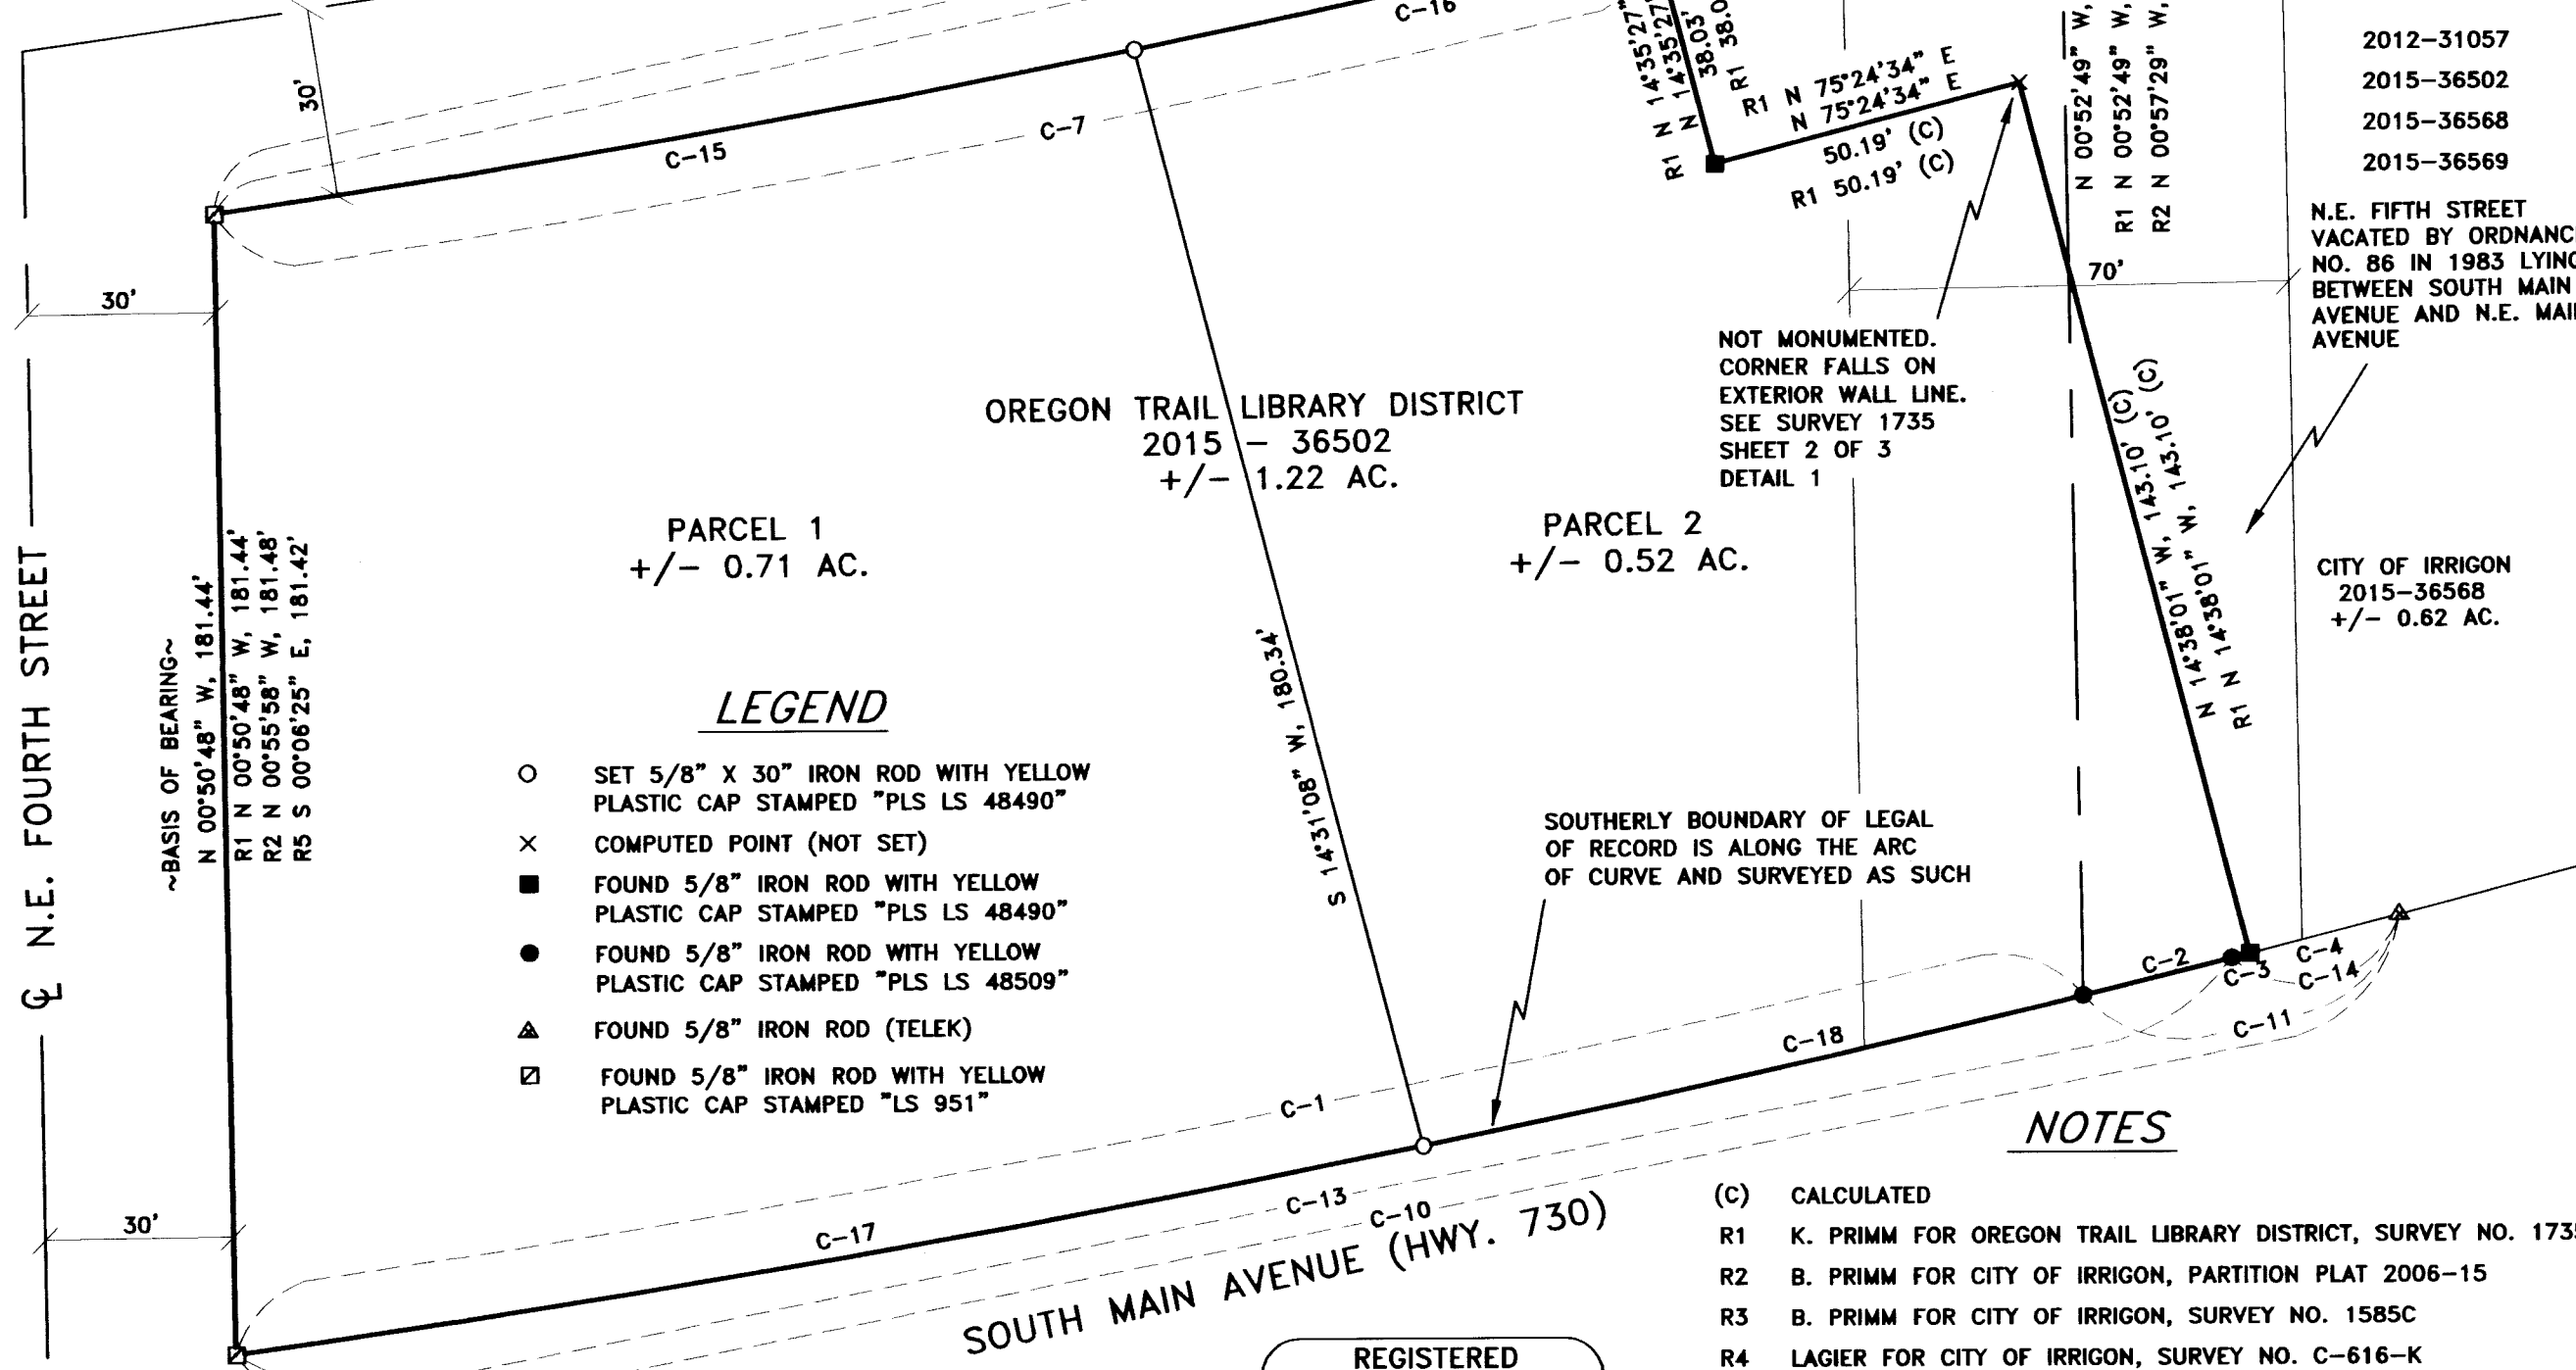 30'
C-15
C-7
C-16
R1 N 14°35'27"
N 14°35'27"
38.03'
R1 38.0
R1 N 75°24'34" E
N 75°24'34" E
50.19' (C)
R1 50.19' (C)
N 00°52'49" W,
R1 N 00°52'49" W,
R2 N 00°57'29" W,
2012-31057
2015-36502
2015-36568
2015-36569
N.E. FIFTH STREET
VACATED BY ORDNANC
NO. 86 IN 1983 LYING
BETWEEN SOUTH MAIN
AVENUE AND N.E. MAI
AVENUE
30'
70'
NOT MONUMENTED.
CORNER FALLS ON
EXTERIOR WALL LINE.
SEE SURVEY 1735
SHEET 2 OF 3
DETAIL 1
OREGON TRAIL LIBRARY DISTRICT
2015 - 36502
+/- 1.22 AC.
PARCEL 1
+/- 0.71 AC.
PARCEL 2
+/- 0.52 AC.
N 14°38'01" W, 143.10' (C)
R1 N 14°38'01" W, 143.10' (C)
CITY OF IRRIGON
2015-36568
+/- 0.62 AC.
℄ N.E. FOURTH STREET
~BASIS OF BEARING~
N 00°50'48" W, 181.44'
R1 N 00°50'48" W, 181.44'
R2 N 00°55'58" W, 181.48'
R5 S 00°06'25" E, 181.42'
S 14°31'08" W, 180.34'
LEGEND
SET 5/8" X 30" IRON ROD WITH YELLOW
PLASTIC CAP STAMPED "PLS LS 48490"
COMPUTED POINT (NOT SET)
FOUND 5/8" IRON ROD WITH YELLOW
PLASTIC CAP STAMPED "PLS LS 48490"
FOUND 5/8" IRON ROD WITH YELLOW
PLASTIC CAP STAMPED "PLS LS 48509"
FOUND 5/8" IRON ROD (TELEK)
FOUND 5/8" IRON ROD WITH YELLOW
PLASTIC CAP STAMPED "LS 951"
SOUTHERLY BOUNDARY OF LEGAL
OF RECORD IS ALONG THE ARC
OF CURVE AND SURVEYED AS SUCH
C-2
C-3
C-4
C-14
C-11
C-18
C-1
C-13
C-10
C-17
30'
SOUTH MAIN AVENUE (HWY. 730)
NOTES
(C) CALCULATED
R1 K. PRIMM FOR OREGON TRAIL LIBRARY DISTRICT, SURVEY NO. 173
R2 B. PRIMM FOR CITY OF IRRIGON, PARTITION PLAT 2006-15
R3 B. PRIMM FOR CITY OF IRRIGON, SURVEY NO. 1585C
R4 LAGIER FOR CITY OF IRRIGON, SURVEY NO. C-616-K
REGISTERED